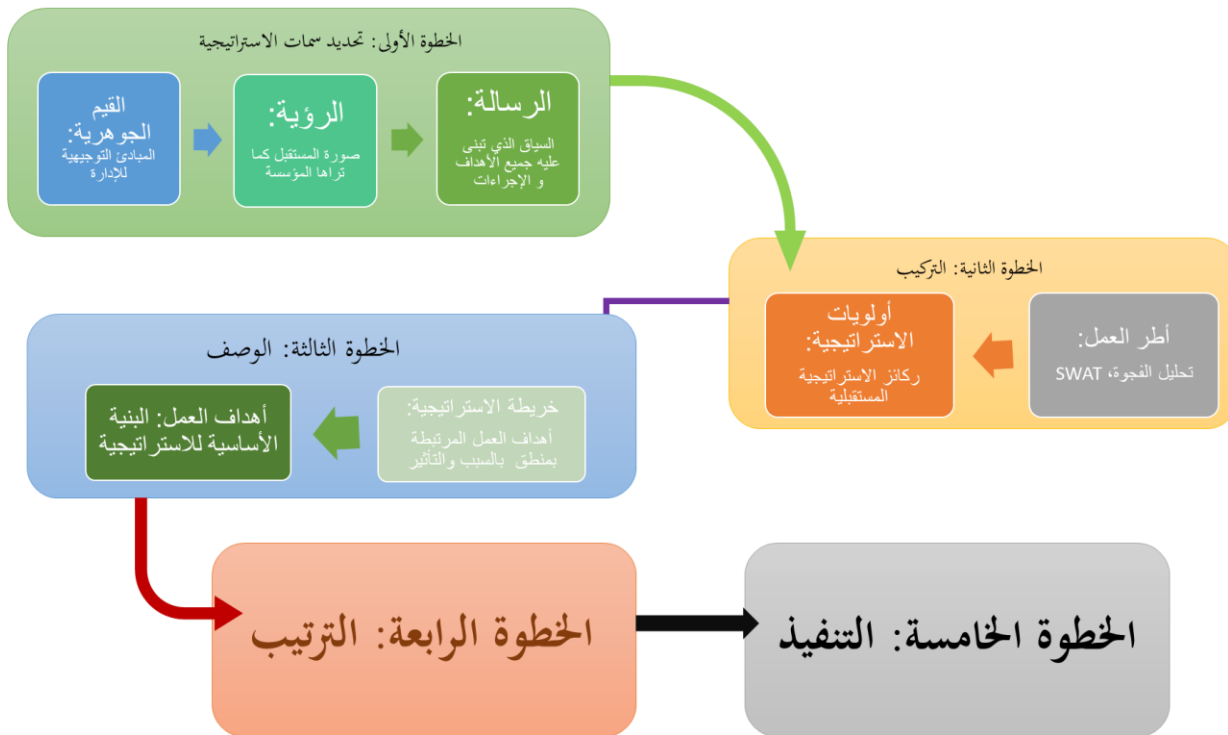 الخطوة الأولى: تحديد سمات الاستراتيجية
القيم
الجوهرية:
المبادئ التوجيهية
للإدارة
الرؤية:
صورة المستقبل كما
تراها المؤسسة
الرسالة:
السياق الذي تبنى
عليه جميع الأهداف
و الإجراءات
الخطوة الثانية: التركيب
أطر العمل:
تحليل الفجوة، SWAT
أولويات
الاستراتيجية:
ركائز الاستراتيجية
المستقبلية
الخطوة الثالثة: الوصف
خريطة الاستراتيجية:
أهداف العمل المرتبطة
بمنطق بالسبب والتأثير
أهداف العمل: البنية
الأساسية للاستراتيجية
الخطوة الرابعة: الترتيب
الخطوة الخامسة: التنفيذ